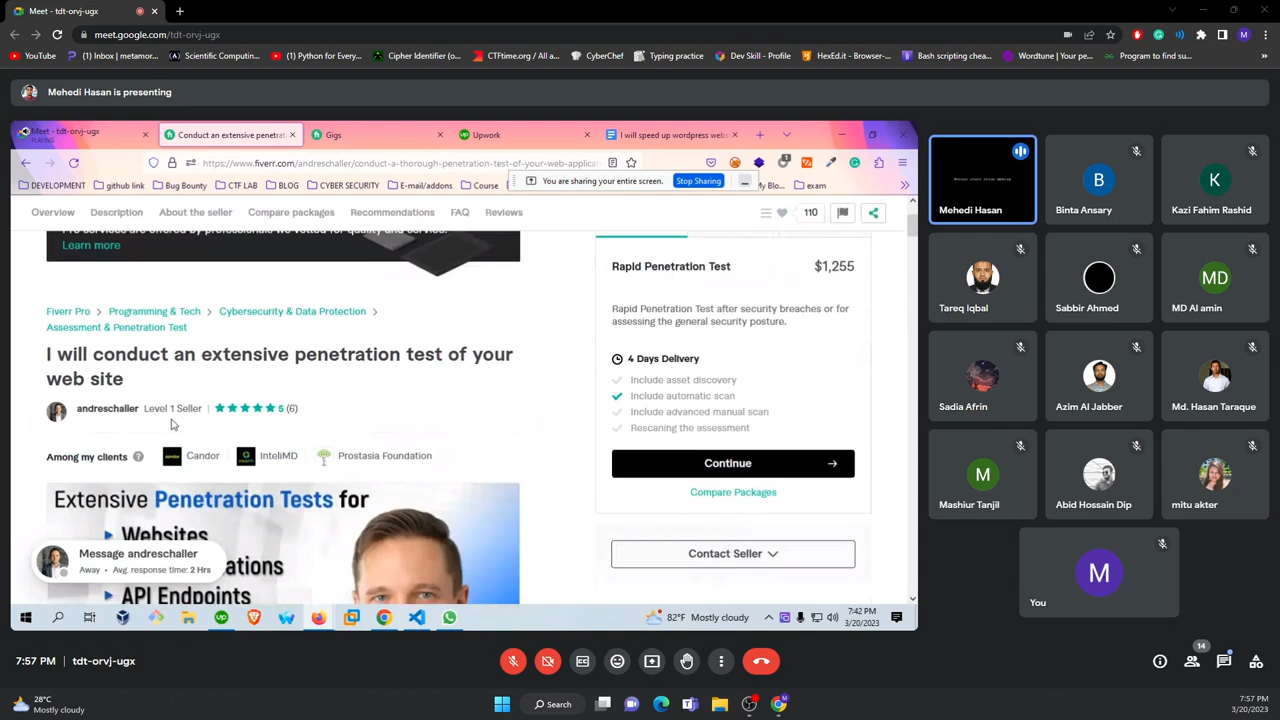 Meet - tdt-orvj-ugx
meet.google.com/tdt-orvj-ugx
YouTube
(1) Inbox | metamor...
Scientific Computin...
(1) Python for Every...
Cipher Identifier (o...
CTFtime.org / All a...
CyberChef
Typing practice
Dev Skill - Profile
HexEd.it - Browser-...
Bash scripting chea...
Wordtune | Your pe...
Program to find su...
Mehedi Hasan is presenting
Meet - tdt-orvj-ugx
Conduct an extensive penetrat
Gigs
Upwork
I will speed up wordpress web
https://www.fiverr.com/andreschaller/conduct-a-thorough-penetration-test-of-your-web-applicat
DEVELOPMENT
github link
Bug Bounty
CTF LAB
BLOG
CYBER SECURITY
E-mail/addons
Course
You are sharing your entire screen.
Stop Sharing
My Blo...
exam
Overview
Description
About the seller
Compare packages
Recommendations
FAQ
Reviews
110
Learn more
Fiverr Pro > Programming & Tech > Cybersecurity & Data Protection >
Assessment & Penetration Test
I will conduct an extensive penetration test of your
web site
andreschaller Level 1 Seller | 5 (6)
Among my clients ? Candor InteliMD Prostasia Foundation
Extensive Penetration Tests for
Websites
ations
API Endpoints
Message andreschaller
Away • Avg. response time: 2 Hrs
Rapid Penetration Test $1,255
Rapid Penetration Test after security breaches or for
assessing the general security posture.
4 Days Delivery
Include asset discovery
Include automatic scan
Include advanced manual scan
Rescaning the assessment
Continue
Compare Packages
Contact Seller
82°F Mostly cloudy
7:42 PM
3/20/2023
Mehedi Hasan
B
Binta Ansary
K
Kazi Fahim Rashid
Tareq Iqbal
Sabbir Ahmed
MD
MD Al amin
Sadia Afrin
Azim Al Jabber
Md. Hasan Taraque
M
Mashiur Tanjil
Abid Hossain Dip
mitu akter
M
You
7:57 PM | tdt-orvj-ugx
14
28°C
Mostly cloudy
Search
7:57 PM
3/20/2023